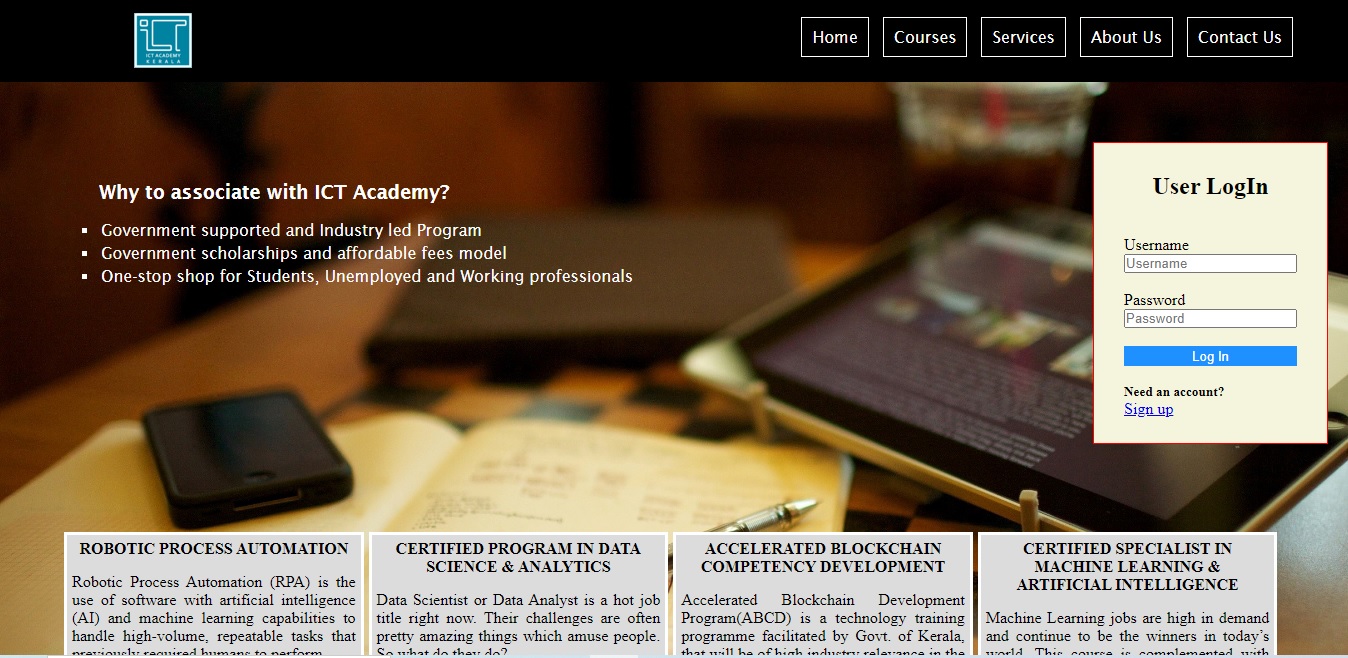 ICT
ICT ACADEMY
KERALA
Home
Courses
Services
About Us
Contact Us
Why to associate with ICT Academy?
Government supported and Industry led Program
Government scholarships and affordable fees model
One-stop shop for Students, Unemployed and Working professionals
User LogIn
Username
Username
Password
Password
Log In
Need an account?
Sign up
ROBOTIC PROCESS AUTOMATION
Robotic Process Automation (RPA) is the
use of software with artificial intelligence
(AI) and machine learning capabilities to
handle high-volume, repeatable tasks that
previously required humans to perform.
CERTIFIED PROGRAM IN DATA
SCIENCE & ANALYTICS
Data Scientist or Data Analyst is a hot job
title right now. Their challenges are often
pretty amazing things which amuse people.
So what do they do?
ACCELERATED BLOCKCHAIN
COMPETENCY DEVELOPMENT
Accelerated Blockchain Development
Program(ABCD) is a technology training
programme facilitated by Govt. of Kerala,
that will be of high industry relevance in the
CERTIFIED SPECIALIST IN
MACHINE LEARNING &
ARTIFICIAL INTELLIGENCE
Machine Learning jobs are high in demand
and continue to be the winners in today’s
world. This course is complemented with